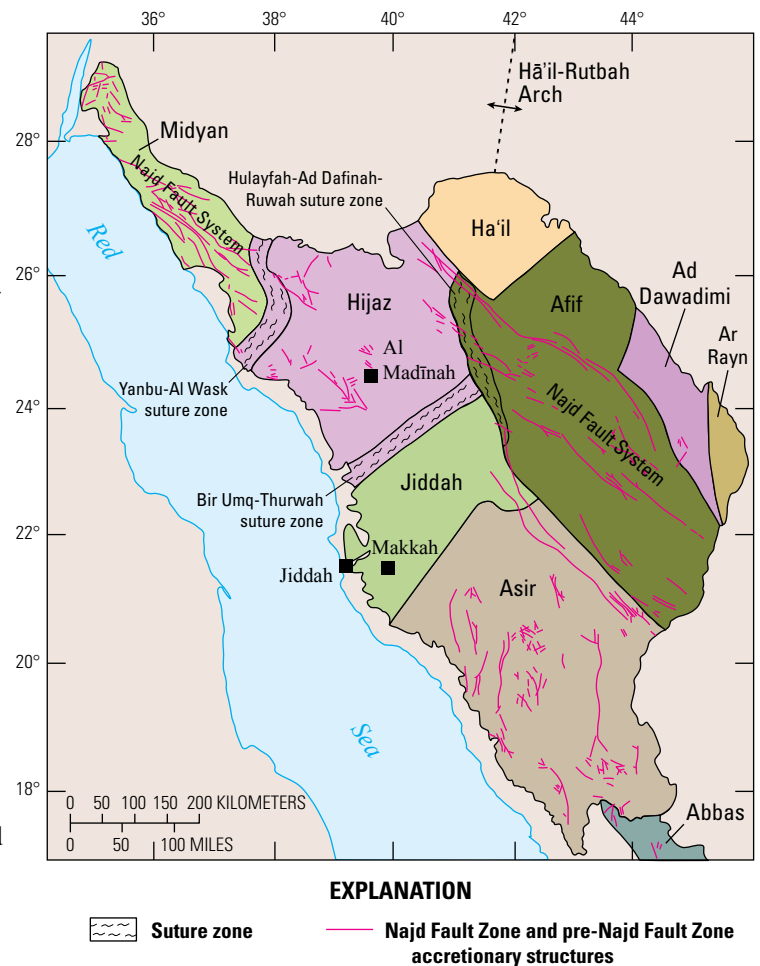 36°
38°
40°
42°
44°
Hā'il-Rutbah
Arch
28°
Midyan
Hulayfah-Ad Dafinah-
Ruwah suture zone
Najd Fault System
Red
Ha'il
26°
Hijaz
Afif
Ad
Dawadimi
Ar
Rayn
Al
Madīnah
Yanbu-Al Wask
suture zone
24°
Najd Fault System
Jiddah
Bir Umq-Thurwah
suture zone
22°
Makkah
Jiddah
Asir
20°
Sea
18°
0 50 100 150 200 KILOMETERS
0 50 100 MILES
Abbas
EXPLANATION
Suture zone
Najd Fault Zone and pre-Najd Fault Zone
accretionary structures